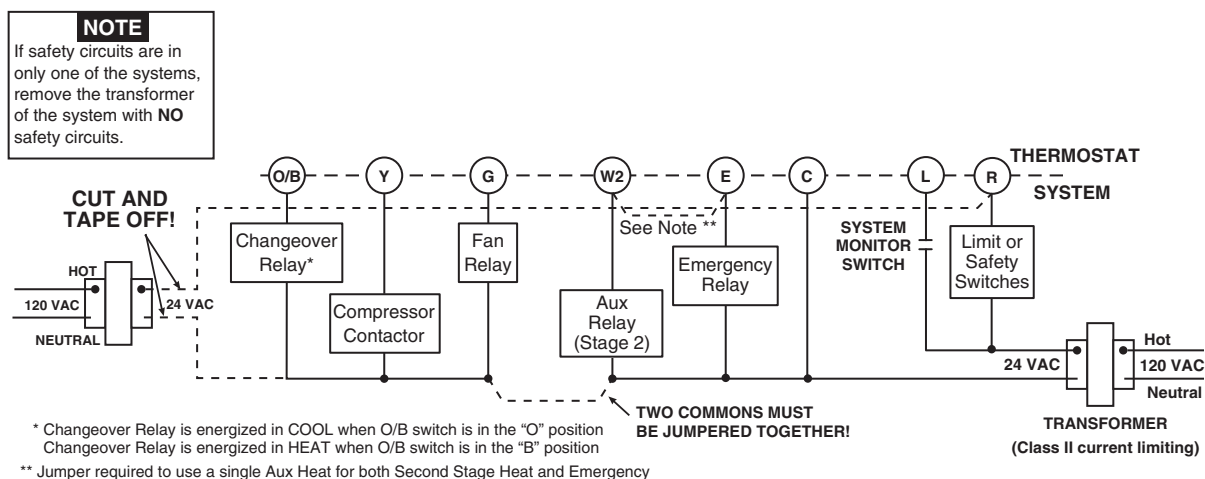 NOTE
If safety circuits are in
only one of the systems,
remove the transformer
of the system with NO
safety circuits.
O/B
Y
G
W2
E
C
L
R
THERMOSTAT
SYSTEM
CUT AND
TAPE OFF!
HOT
120 VAC
24 VAC
NEUTRAL
Changeover
Relay*
Compressor
Contactor
Fan
Relay
See Note **
Aux
Relay
(Stage 2)
Emergency
Relay
SYSTEM
MONITOR
SWITCH
Limit or
Safety
Switches
24 VAC
Hot
120 VAC
Neutral
TRANSFORMER
(Class II current limiting)
TWO COMMONS MUST
BE JUMPERED TOGETHER!
* Changeover Relay is energized in COOL when O/B switch is in the “O” position
Changeover Relay is energized in HEAT when O/B switch is in the “B” position
** Jumper required to use a single Aux Heat for both Second Stage Heat and Emergency